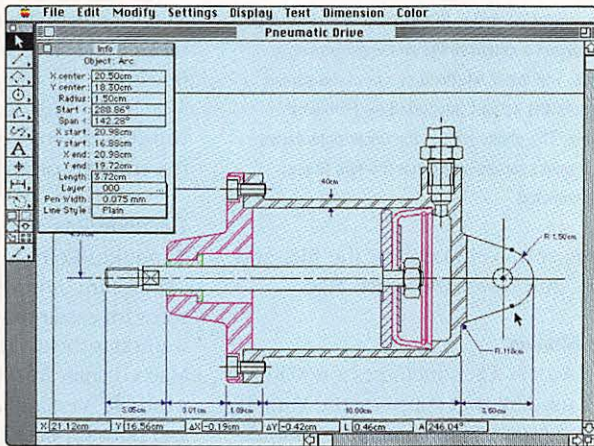 File Edit Modify Settings Display Text Dimension Color
Pneumatic Drive
Info
Object: Arc
X center: 20.50cm
Y center: 18.30cm
Radius: 1.50cm
Start <: 288.86°
Span <: 142.28°
X start: 20.98cm
Y start: 16.88cm
X end: 20.98cm
Y end: 19.72cm
Length: 3.72cm
Layer 000
Pen Width 0.075 mm
Line Style Plain
A
.40cm
R 1.50cm
R.118cm
3.05cm 3.01cm 1.89cm 10.00cm 3.60cm
X 21.12cm Y 16.56cm ΔX -0.19cm ΔY -0.42cm L 0.46cm A 246.04°